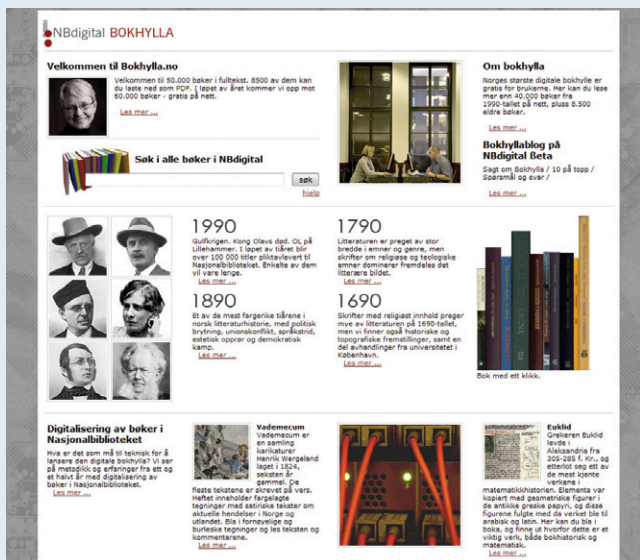 NBdigital BOKHYLLA
Velkommen til Bokhylla.no
Velkommen til 50.000 bøker i fulltekst. 8500 av dem kan
du laste ned som PDF. I løpet av året kommer vi opp mot
60.000 bøker - gratis på nett.
Les mer ...
Søk i alle bøker i NBdigital
søk
hjelp
Om bokhylla
Norges største digitale bokhylle er
gratis for brukerne. Her kan du lese
mer enn 40.000 bøker fra
1990-tallet på nett, pluss 8.500
eldre bøker.
Les mer ...
Bokhyllablog på
NBdigital Beta
Sagt om Bokhylla / 10 på topp /
Spørsmål og svar /
Les mer ...
1990
Gulfkrigen. Kong Olavs død. OL på
Lillehammer. I løpet av tiåret blir
over 100 000 titler pliktavlevert til
Nasjonalbiblioteket. Enkelte av dem
vil vare lenge.
Les mer ...
1890
Et av de mest fargerike tiårene i
norsk litteraturhistorie, med politisk
brytning, unionskonflikt, språkstrid,
estetisk opprør og demokratisk
kamp.
Les mer ...
1790
Litteraturen er preget av stor
bredde i emner og genre, men
skrifter om religiøse og teologiske
emner dominerer fremdeles det
litterære bildet.
Les mer ...
1690
Skrifter med religiøst innhold preger
mye av litteraturen på 1690-tallet,
men vi finner også historiske og
topografiske fremstillinger, samt en
del avhandlinger fra universitetet i
København.
Les mer ...
Bok med ett klikk.
Digitalisering av bøker i
Nasjonalbiblioteket
Hva er det som må til teknisk for å
lansere den digitale bokhylla? Vi ser
på metodikk og erfaringer fra ett og
et halvt år med digitalisering av
bøker i Nasjonalbiblioteket.
Les mer ...
Vademecum
Vademecum er
en samling
karikaturer
Henrik Wergeland
laget i 1824,
seksten år
gammel. De
fleste tekstene er skrevet på vers.
Heftet inneholder fargelagte
tegninger med satiriske tekster om
aktuelle hendelser i Norge og
utlandet. Bla i fornøyelige og
burleske tegninger og les teksten og
kommentarene.
Les mer ...
Euklid
Grekeren Euklid
levde i
Aleksandria fra
305-285 f. Kr., og
etterlot seg ett av
de mest kjente
verkene i
matematikkhistorien. Elementa var
kopiert med geometriske figurer i
de antikke greske papyri, og disse
figurene fulgte med da verket ble til
arabisk og latin. Her kan du bla i
boka, og finne ut hvorfor dette er et
viktig verk, både bokhistorisk og
matematisk.
Les mer ...